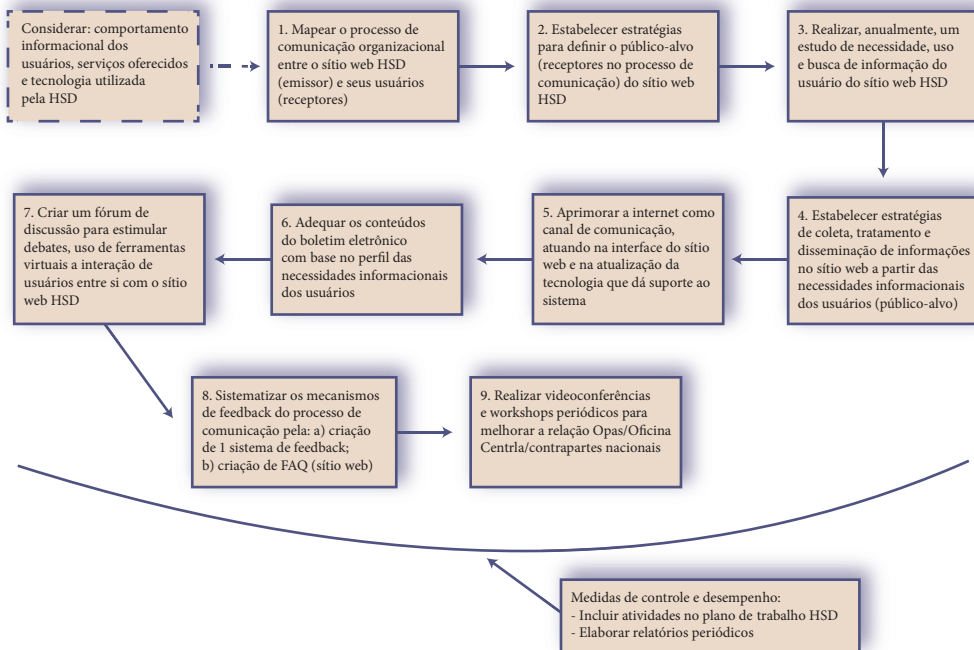 Considerar: comportamento
informacional dos
usuários, serviços oferecidos
e tecnologia utilizada
pela HSD
1. Mapear o processo de
comunicação organizacional
entre o sítio web HSD
(emissor) e seus usuários
(receptores)
2. Estabelecer estratégias
para definir o público-alvo
(receptores no processo de
comunicação) do sítio web
HSD
3. Realizar, anualmente, um
estudo de necessidade, uso
e busca de informação do
usuário do sítio web HSD
4. Estabelecer estratégias
de coleta, tratamento e
disseminação de informações
no sítio web a partir das
necessidades informacionais
dos usuários (público-alvo)
5. Aprimorar a internet como
canal de comunicação,
atuando na interface do sítio
web e na atualização da
tecnologia que dá suporte ao
sistema
6. Adequar os conteúdos
do boletim eletrônico
com base no perfil das
necessidades informacionais
dos usuários
7. Criar um fórum de
discussão para estimular
debates, uso de ferramentas
virtuais a interação de
usuários entre si com o sítio
web HSD
8. Sistematizar os mecanismos
de feedback do processo de
comunicação pela: a) criação
de 1 sistema de feedback;
b) criação de FAQ (sítio web)
9. Realizar videoconferências
e workshops periódicos para
melhorar a relação Opas/Oficina
Centrla/contrapartes nacionais
Medidas de controle e desempenho:
- Incluir atividades no plano de trabalho HSD
- Elaborar relatórios periódicos